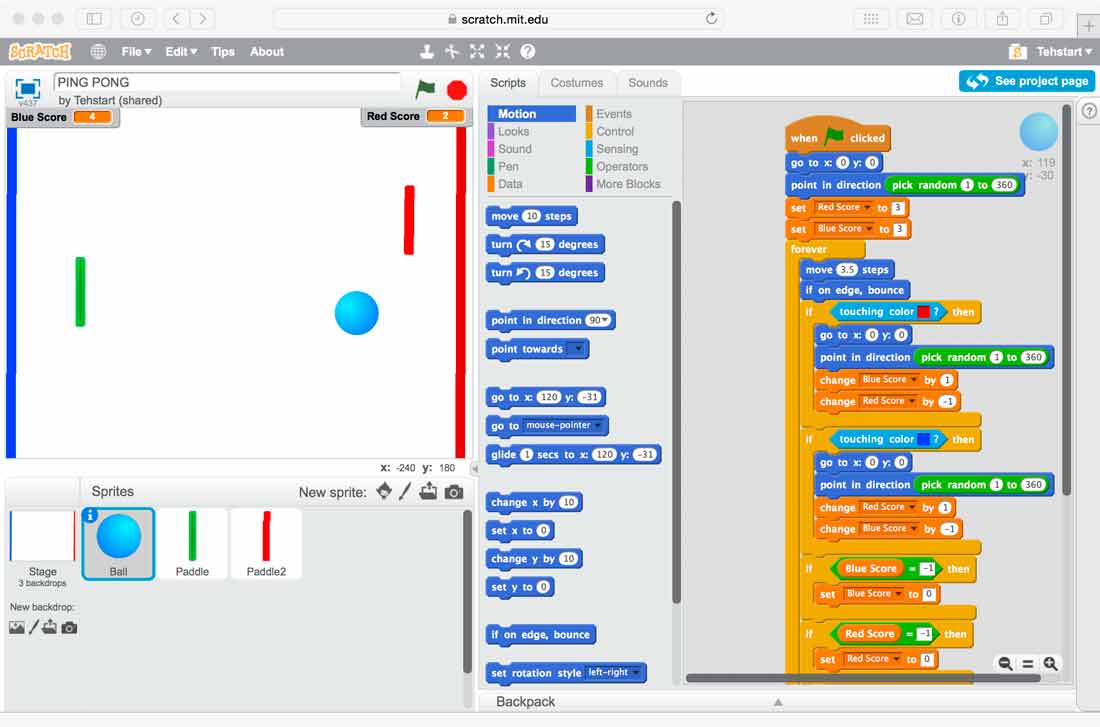 scratch.mit.edu
SCRATCH File Edit Tips About Tehstart
v437
PING PONG
by Tehstart (shared)
Blue Score 4
Red Score 2
x: -240 y: 180
Scripts Costumes Sounds
See project page
Motion Events
Looks Control
Sound Sensing
Pen Operators
Data More Blocks
move 10 steps
turn 15 degrees
turn 15 degrees
point in direction 90
point towards
go to x: 120 y: -31
go to mouse-pointer
glide 1 secs to x: 120 y: -31
change x by 10
set x to 0
change y by 10
set y to 0
if on edge, bounce
set rotation style left-right
x: 119
y: -30
when clicked
go to x: 0 y: 0
point in direction pick random 1 to 360
set Red Score to 3
set Blue Score to 3
forever
move 3.5 steps
if on edge, bounce
if touching color ? then
go to x: 0 y: 0
point in direction pick random 1 to 360
change Blue Score by 1
change Red Score by -1
if touching color ? then
go to x: 0 y: 0
point in direction pick random 1 to 360
change Red Score by 1
change Blue Score by -1
if Blue Score = -1 then
set Blue Score to 0
if Red Score = -1 then
set Red Score to 0
Sprites New sprite:
Stage
3 backdrops
New backdrop:
Ball
Paddle
Paddle2
Backpack